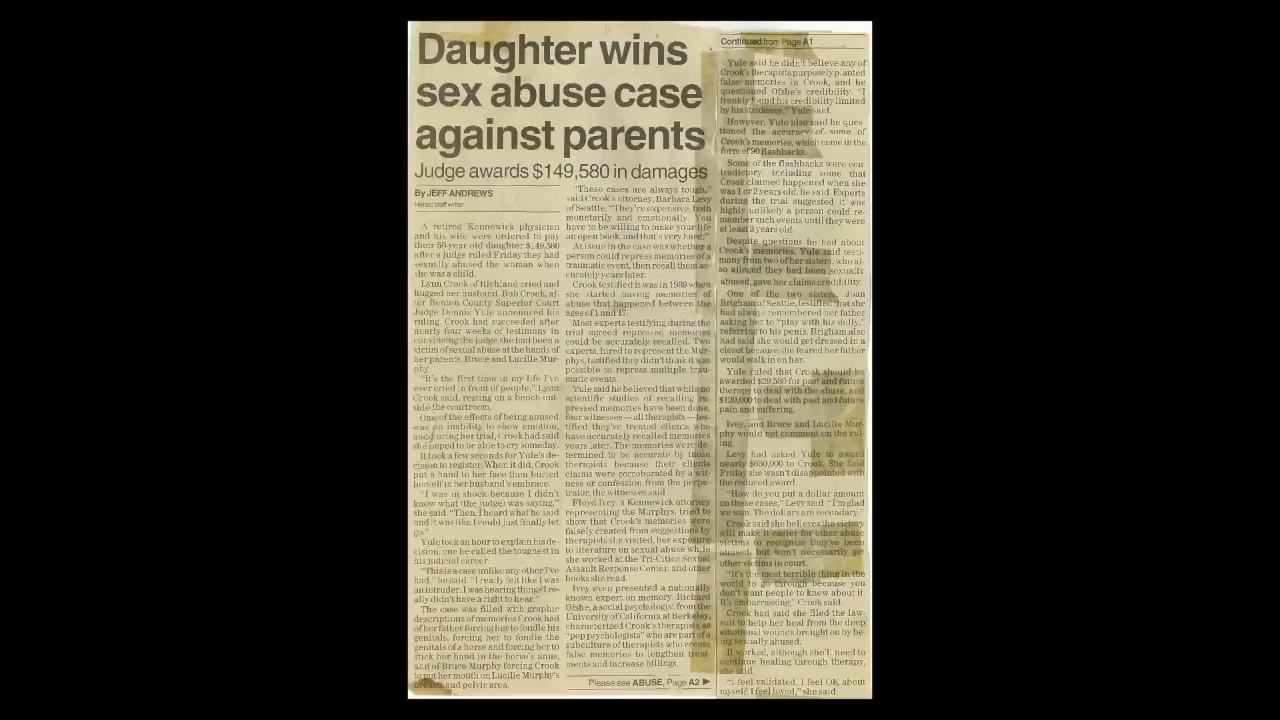 Daughter wins
sex abuse case
against parents
Judge awards $149,580 in damages
By JEFF ANDREWS
Herald staff writer
A retired Kennewick physician
and his wife were ordered to pay
their 50-year-old daughter $149,580
after a judge ruled Friday they had
sexually abused the woman when
she was a child.
Lynn Crook of Richland cried and
hugged her husband, Bob Crook, af-
ter Benton County Superior Court
Judge Dennis Yule announced his
ruling. Crook had succeeded after
nearly four weeks of testimony in
convincing the judge she had been a
victim of sexual abuse at the hands of
her parents, Bruce and Lucille Mur-
phy.
"It's the first time in my life I've
ever cried in front of people," Lynn
Crook said, resting on a bench out-
side the courtroom.
One of the effects of being abused
was an inability to show emotion,
and during her trial, Crook had said
she hoped to be able to cry someday.
It took a few seconds for Yule's de-
cision to register. When it did, Crook
put a hand to her face then buried
herself in her husband's embrace.
"I was in shock because I didn't
know what (the judge) was saying,"
she said. "Then, I heard what he said
and it was like I could just finally let
go."
Yule took an hour to explain his de-
cision, one he called the toughest in
his judicial career.
"This is a case unlike any other I've
had," he said. "I really felt like I was
an intruder. I was hearing things I re-
ally didn't have a right to hear."
The case was filled with graphic
descriptions of memories Crook had
of her father forcing her to fondle his
genitals, forcing her to fondle the
genitals of a horse and forcing her to
stick her hand in the horse's anus,
and of Bruce Murphy forcing Crook
to put her mouth on Lucille Murphy's
breasts and pelvic area.
"These cases are always tough,"
said Crook's attorney, Barbara Levy
of Seattle. "They're expensive, both
monetarily and emotionally. You
have to be willing to make your life
an open book, and that's very hard."
At issue in the case was whether a
person could repress memories of a
traumatic event, then recall them ac-
curately years later.
Crook testified it was in 1989 when
she started having memories of
abuse that happened between the
ages of 1 and 17.
Most experts testifying during the
trial agreed repressed memories
could be accurately recalled. Two
experts, hired to represent the Mur-
phys, testified they didn't think it was
possible to repress multiple trau-
matic events.
Yule said he believed that while no
scientific studies of recalling re-
pressed memories have been done,
four witnesses — all therapists — tes-
tified they've treated clients who
have accurately recalled memories
years later. The memories were de-
termined to be accurate by those
therapists because their clients
claims were corroborated by a wit-
ness or confession from the perpe-
trator, the witnesses said.
Floyd Ivey, a Kennewick attorney
representing the Murphys, tried to
show that Crook's memories were
falsely created from suggestions by
therapists she visited, her exposure
to literature on sexual abuse while
she worked at the Tri-Cities Sexual
Assault Response Center, and other
books she read.
Ivey even presented a nationally
known expert on memory. Richard
Ofshe, a social psychologist from the
University of California at Berkeley,
characterized Crook's therapists as
"pop psychologists" who are part of a
subculture of therapists who create
false memories to lengthen treat-
ments and increase billings.
Please see ABUSE, Page A2 ▶
Continued from Page A1
Yule said he didn't believe any of
Crook's therapists purposely planted
false memories in Crook, and he
questioned Ofshe's credibility. "I
frankly found his credibility limited
by his stridency," Yule said.
However, Yule also said he ques-
tioned the accuracy of some of
Crook's memories, which came in the
form of 90 flashbacks.
Some of the flashbacks were con-
tradictory, including some that
Crook claimed happened when she
was 1 or 2 years old, he said. Experts
during the trial suggested it was
highly unlikely a person could re-
member such events until they were
at least 3 years old.
Despite questions he had about
Crook's memories, Yule said testi-
mony from two of her sisters, who al-
so alleged they had been sexually
abused, gave her claims credibility.
One of the two sisters, Joan
Brigham of Seattle, testified that she
had always remembered her father
asking her to "play with his dolly,"
referring to his penis. Brigham also
had said she would get dressed in a
closet because she feared her father
would walk in on her.
Yule ruled that Crook should be
awarded $29,580 for past and future
therapy to deal with the abuse, and
$120,000 to deal with past and future
pain and suffering.
Ivey, and Bruce and Lucille Mur-
phy would not comment on the rul-
ing.
Levy had asked Yule to award
nearly $650,000 to Crook. She said
Friday she wasn't disappointed with
the reduced award.
"How do you put a dollar amount
on these cases," Levy said "I'm glad
we won. The dollars are secondary."
Crook said she believes the victory
will make it easier for other abuse
victims to recognize they've been
abused, but won't necessarily get
other victims in court.
"It's the most terrible thing in the
world to go through because you
don't want people to know about it.
It's embarrassing," Crook said.
Crook had said she filed the law-
suit to help her heal from the deep
emotional wounds brought on by be-
ing sexually abused.
It worked, although she'll need to
continue healing through therapy,
she said.
"I feel validated. I feel OK about
myself. I feel loved," she said